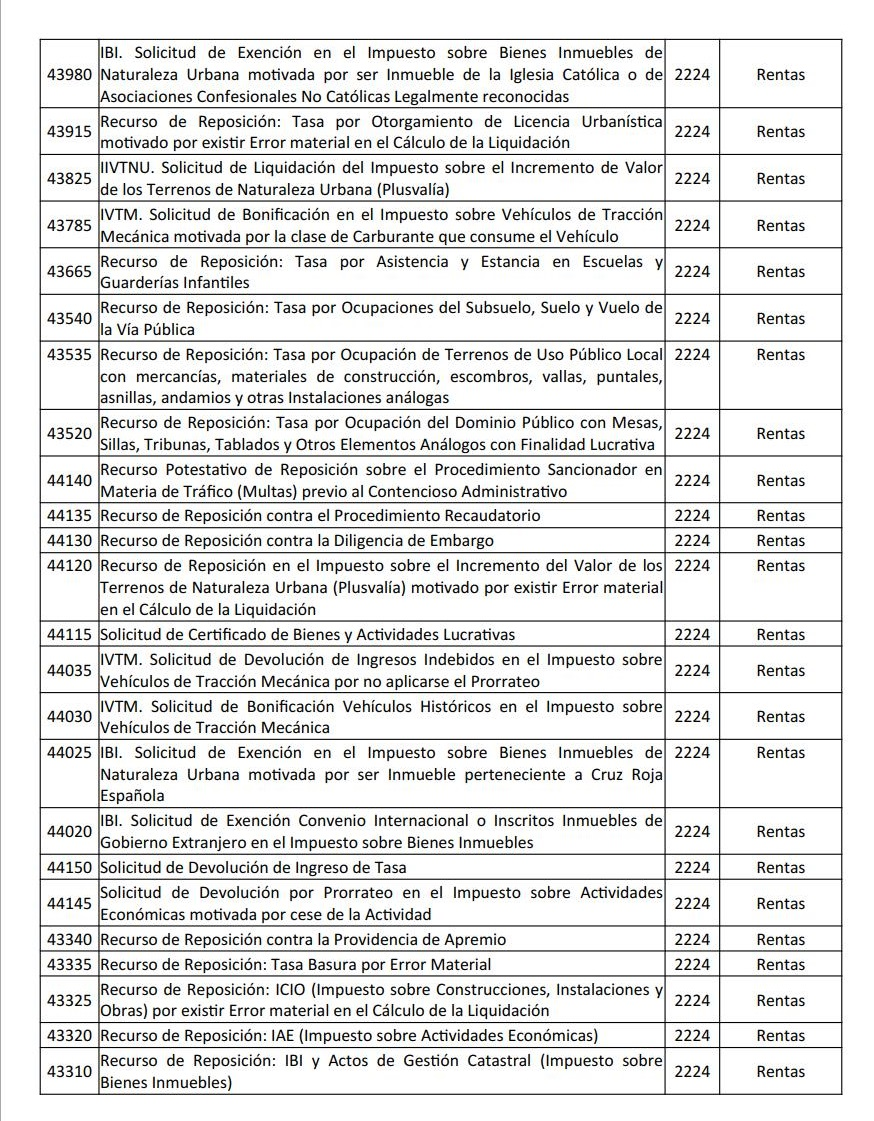 IBI. Solicitud de Exención en el Impuesto sobre Bienes Inmuebles de
43980 Naturaleza Urbana motivada por ser Inmueble de la Iglesia Católica o de 2224 Rentas
Asociaciones Confesionales No Católicas Legalmente reconocidas
43915 Recurso de Reposición: Tasa por Otorgamiento de Licencia Urbanística 2224 Rentas
motivado por existir Error material en el Cálculo de la Liquidación
43825 IIVTNU. Solicitud de Liquidación del Impuesto sobre el Incremento de Valor 2224 Rentas
de los Terrenos de Naturaleza Urbana (Plusvalía)
43785 IVTM. Solicitud de Bonificación en el Impuesto sobre Vehículos de Tracción 2224 Rentas
Mecánica motivada por la clase de Carburante que consume el Vehículo
43665 Recurso de Reposición: Tasa por Asistencia y Estancia en Escuelas y 2224 Rentas
Guarderías Infantiles
43540 Recurso de Reposición: Tasa por Ocupaciones del Subsuelo, Suelo y Vuelo de 2224 Rentas
la Vía Pública
43535 Recurso de Reposición: Tasa por Ocupación de Terrenos de Uso Público Local 2224 Rentas
con mercancías, materiales de construcción, escombros, vallas, puntales,
asnillas, andamios y otras Instalaciones análogas
43520 Recurso de Reposición: Tasa por Ocupación del Dominio Público con Mesas, 2224 Rentas
Sillas, Tribunas, Tablados y Otros Elementos Análogos con Finalidad Lucrativa
44140 Recurso Potestativo de Reposición sobre el Procedimiento Sancionador en 2224 Rentas
Materia de Tráfico (Multas) previo al Contencioso Administrativo
44135 Recurso de Reposición contra el Procedimiento Recaudatorio 2224 Rentas
44130 Recurso de Reposición contra la Diligencia de Embargo 2224 Rentas
44120 Recurso de Reposición en el Impuesto sobre el Incremento del Valor de los 2224 Rentas
Terrenos de Naturaleza Urbana (Plusvalía) motivado por existir Error material
en el Cálculo de la Liquidación
44115 Solicitud de Certificado de Bienes y Actividades Lucrativas 2224 Rentas
44035 IVTM. Solicitud de Devolución de Ingresos Indebidos en el Impuesto sobre 2224 Rentas
Vehículos de Tracción Mecánica por no aplicarse el Prorrateo
44030 IVTM. Solicitud de Bonificación Vehículos Históricos en el Impuesto sobre 2224 Rentas
Vehículos de Tracción Mecánica
44025 IBI. Solicitud de Exención en el Impuesto sobre Bienes Inmuebles de 2224 Rentas
Naturaleza Urbana motivada por ser Inmueble perteneciente a Cruz Roja
Española
44020 IBI. Solicitud de Exención Convenio Internacional o Inscritos Inmuebles de 2224 Rentas
Gobierno Extranjero en el Impuesto sobre Bienes Inmuebles
44150 Solicitud de Devolución de Ingreso de Tasa 2224 Rentas
44145 Solicitud de Devolución por Prorrateo en el Impuesto sobre Actividades 2224 Rentas
Económicas motivada por cese de la Actividad
43340 Recurso de Reposición contra la Providencia de Apremio 2224 Rentas
43335 Recurso de Reposición: Tasa Basura por Error Material 2224 Rentas
43325 Recurso de Reposición: ICIO (Impuesto sobre Construcciones, Instalaciones y 2224 Rentas
Obras) por existir Error material en el Cálculo de la Liquidación
43320 Recurso de Reposición: IAE (Impuesto sobre Actividades Económicas) 2224 Rentas
43310 Recurso de Reposición: IBI y Actos de Gestión Catastral (Impuesto sobre 2224 Rentas
Bienes Inmuebles)